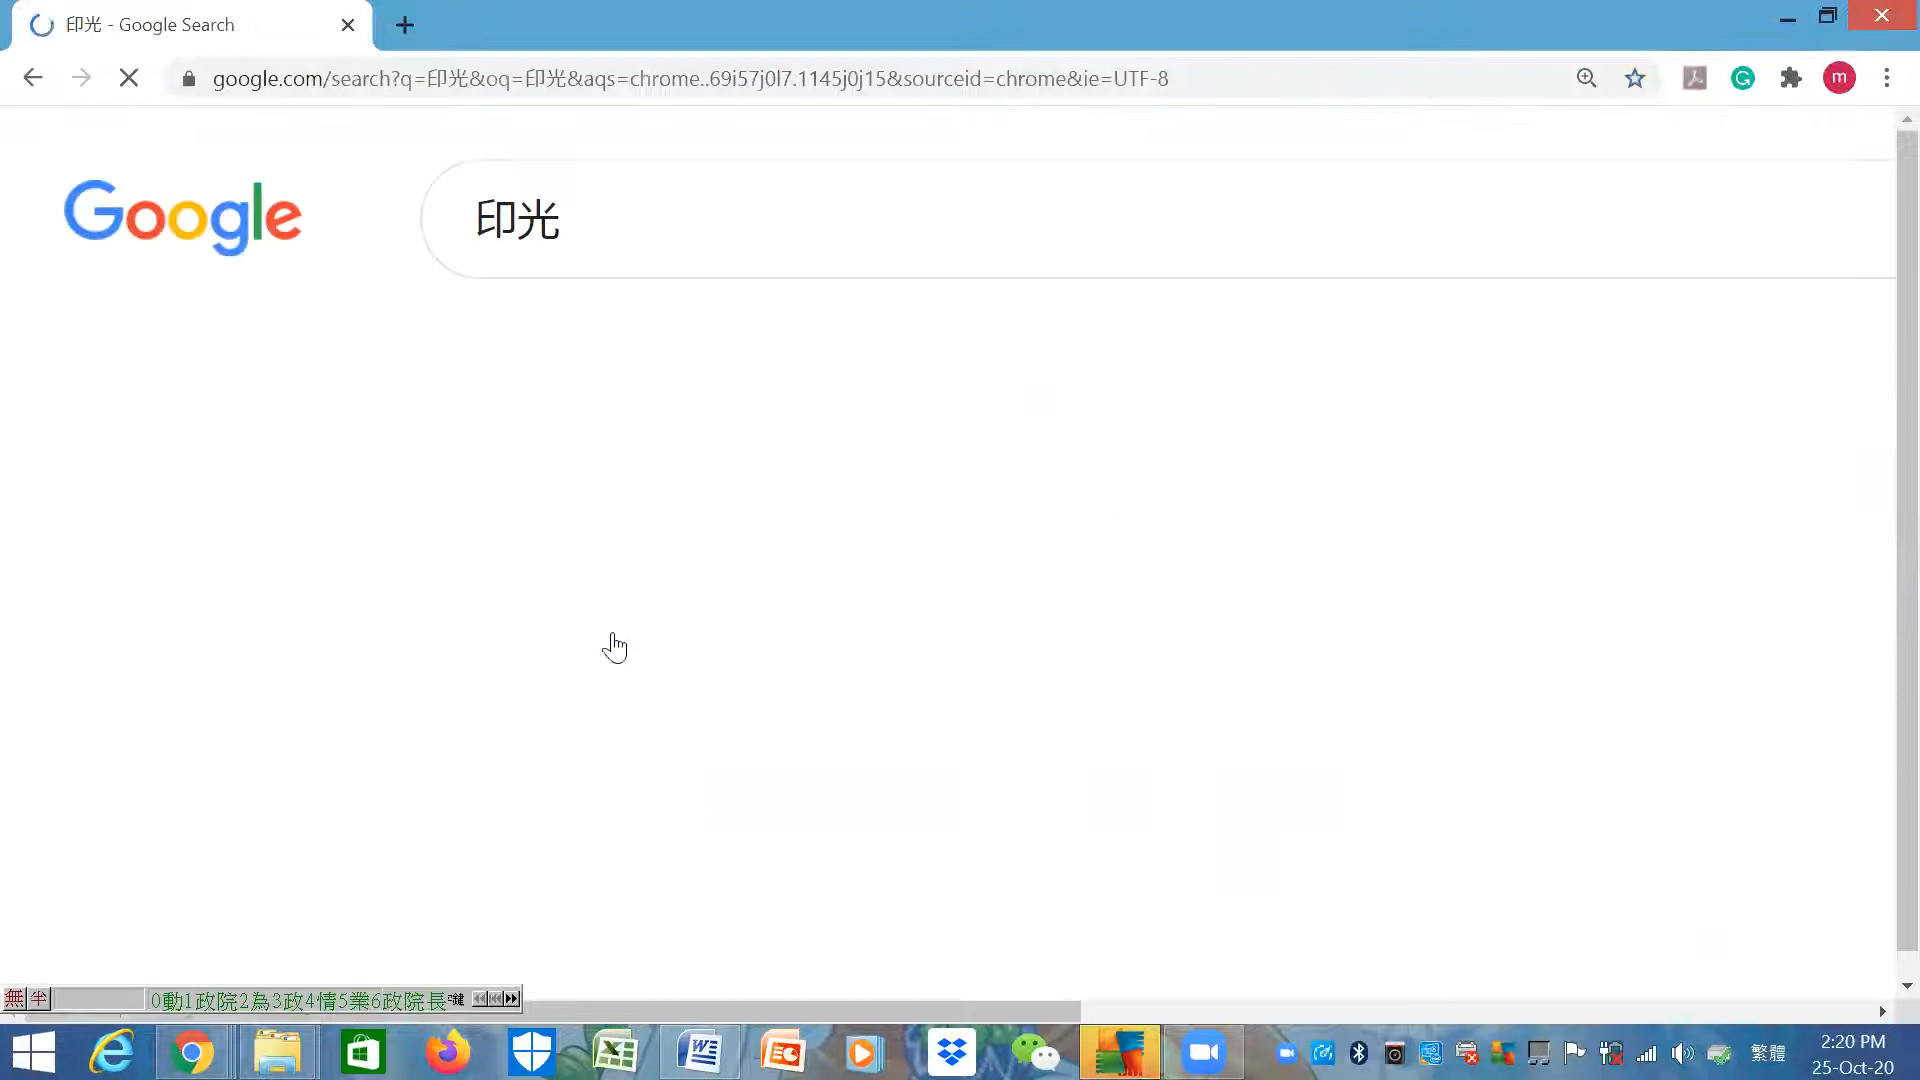 印光 - Google Search
google.com/search?q=印光&oq=印光&aqs=chrome..69i57j0l7.1145j0j15&sourceid=chrome&ie=UTF-8
m
Google
印光
無 半
0動1政院2為3政4情5業6政院長
繁體
2:20 PM
25-Oct-20